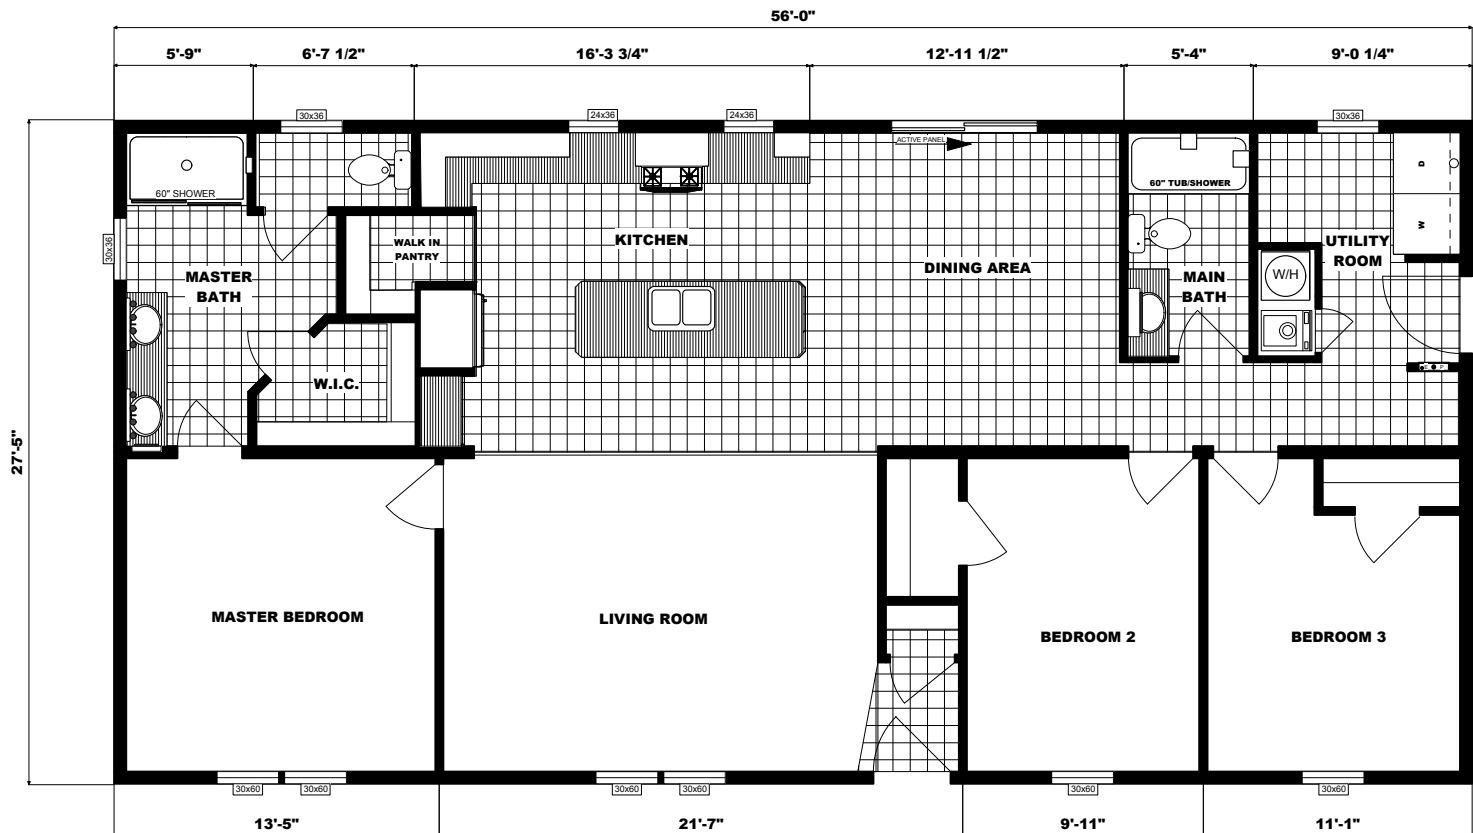 56'-0"
5'-9"
6'-7 1/2"
16'-3 3/4"
12'-11 1/2"
5'-4"
9'-0 1/4"
30x36
24x36
24x36
30x36
ACTIVE PANEL
60" SHOWER
60" TUB/SHOWER
D
W
30x36
WALK IN
PANTRY
KITCHEN
DINING AREA
UTILITY
ROOM
MASTER
BATH
MAIN
BATH
W/H
W.I.C.
E P
27'-5"
MASTER BEDROOM
LIVING ROOM
BEDROOM 2
BEDROOM 3
30x60
30x60
30x60
30x60
30x60
30x60
13'-5"
21'-7"
9'-11"
11'-1"